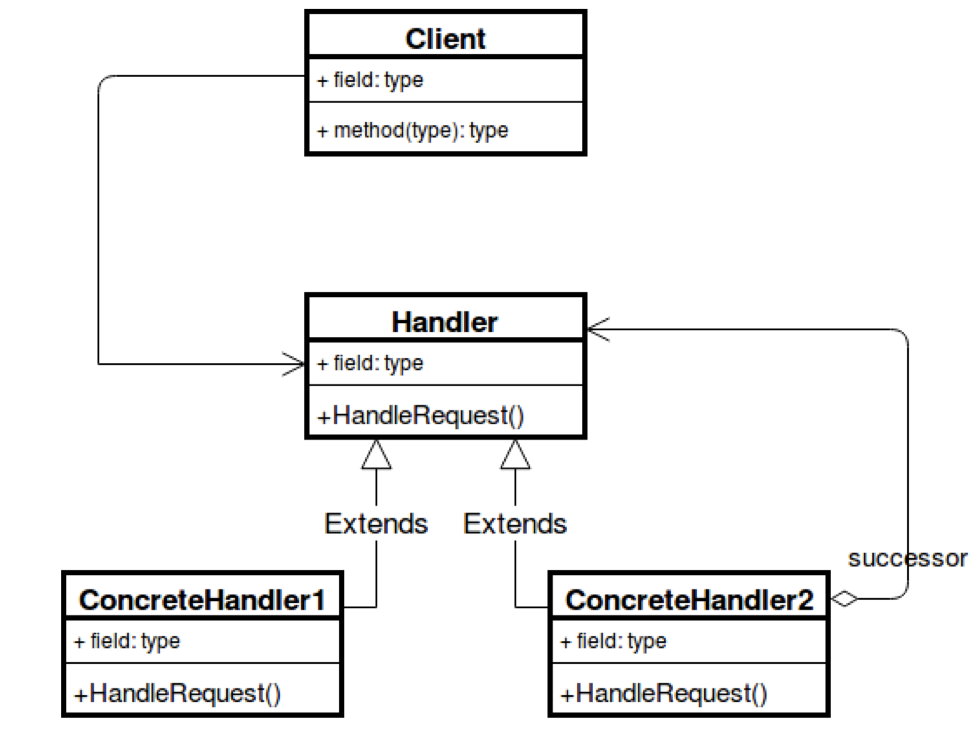 Client
+ field: type
+ method(type): type
Handler
+ field: type
+HandleRequest()
Extends
Extends
successor
ConcreteHandler1
+ field: type
+HandleRequest()
ConcreteHandler2
+ field: type
+HandleRequest()